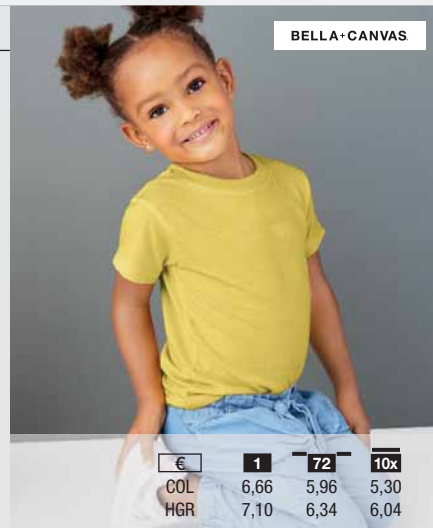 BELLA+CANVAS.
€ 1 72 10x
COL 6,66 5,96 5,30
HGR 7,10 6,34 6,04